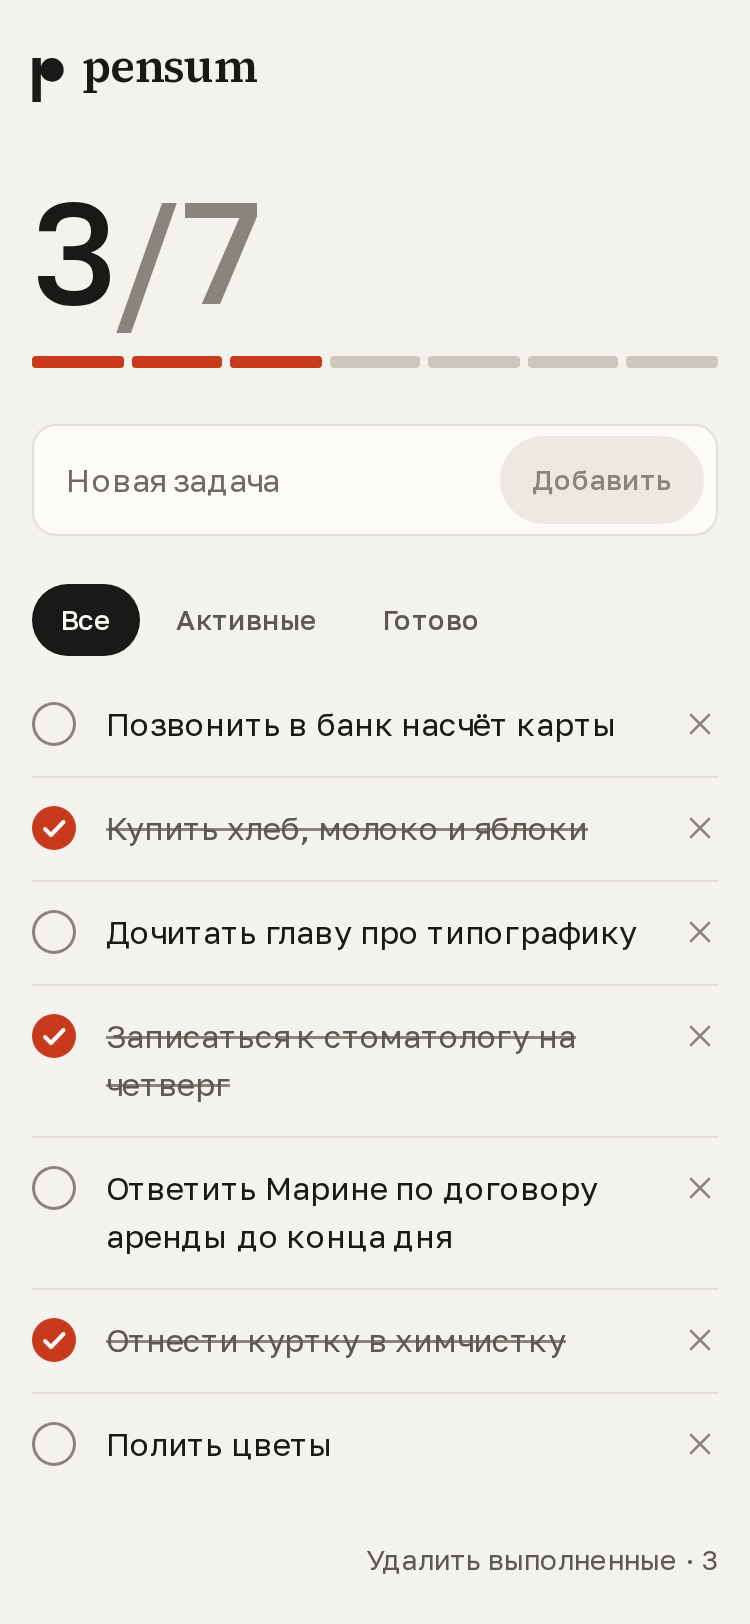 pensum
3/7
Новая задача
Добавить
Все
Активные
Готово
Позвонить в банк насчёт карты
Купить хлеб, молоко и яблоки
Дочитать главу про типографику
Записаться к стоматологу на
четверг
Ответить Марине по договору
аренды до конца дня
Отнести куртку в химчистку
Полить цветы
Удалить выполненные · 3